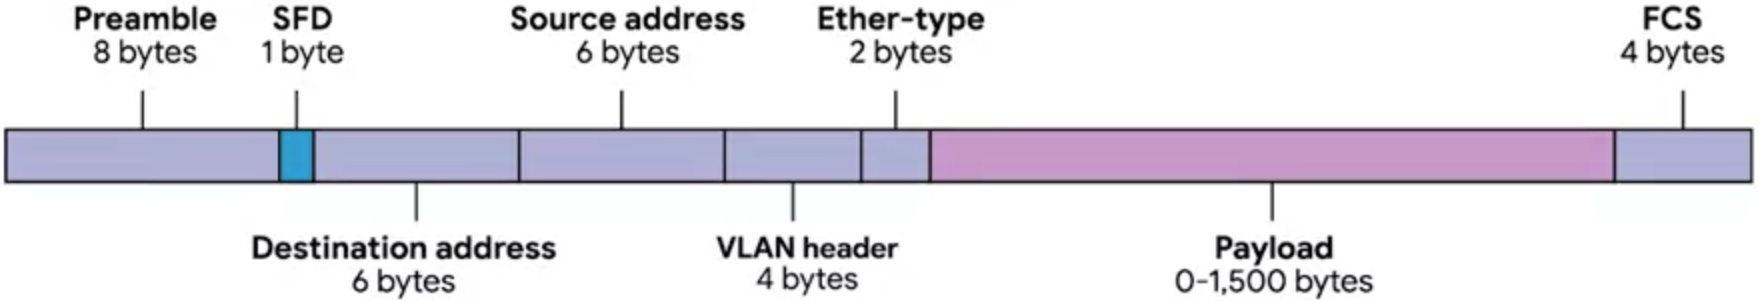 Preamble
8 bytes
SFD
1 byte
Source address
6 bytes
Ether-type
2 bytes
FCS
4 bytes
Destination address
6 bytes
VLAN header
4 bytes
Payload
0-1,500 bytes